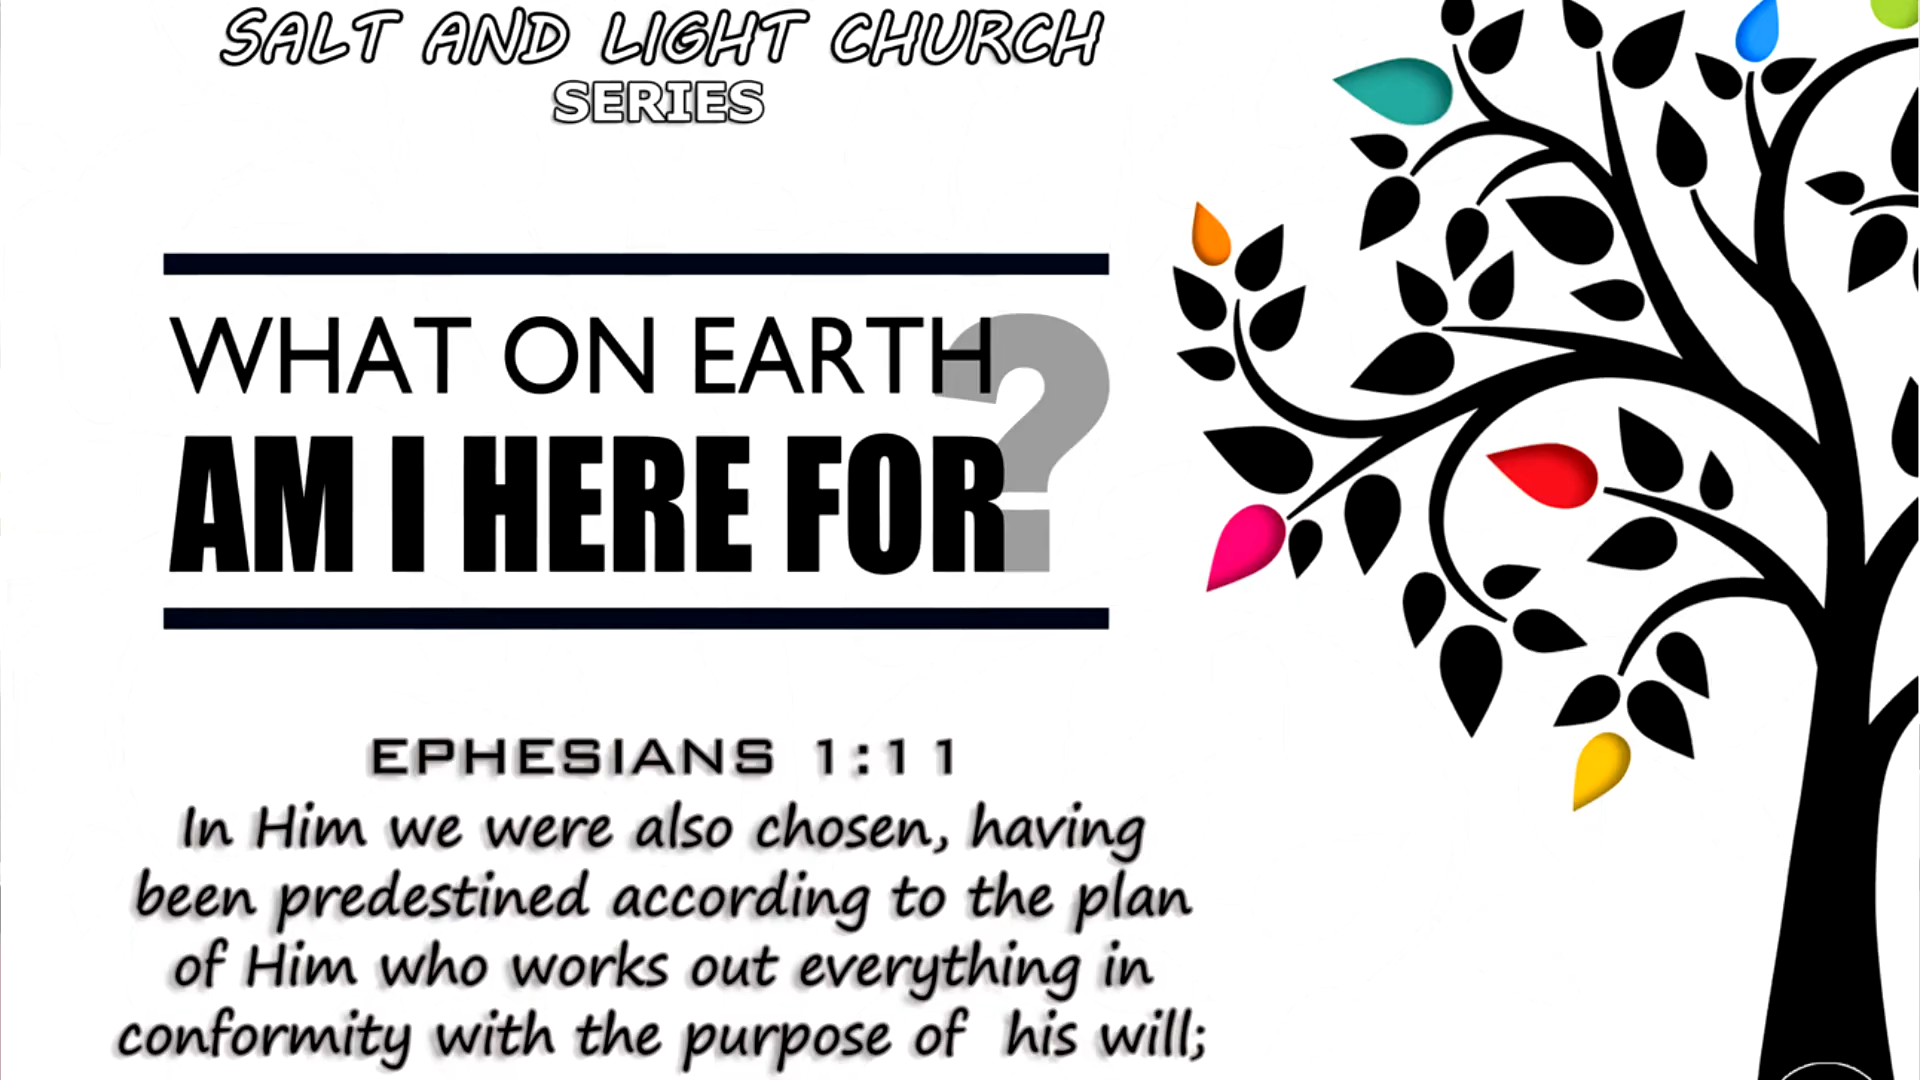 SALT AND LIGHT CHURCH
SERIES
WHAT ON EARTH
AM I HERE FOR?
EPHESIANS 1:11
In Him we were also chosen, having
been predestined according to the plan
of Him who works out everything in
conformity with the purpose of his will;